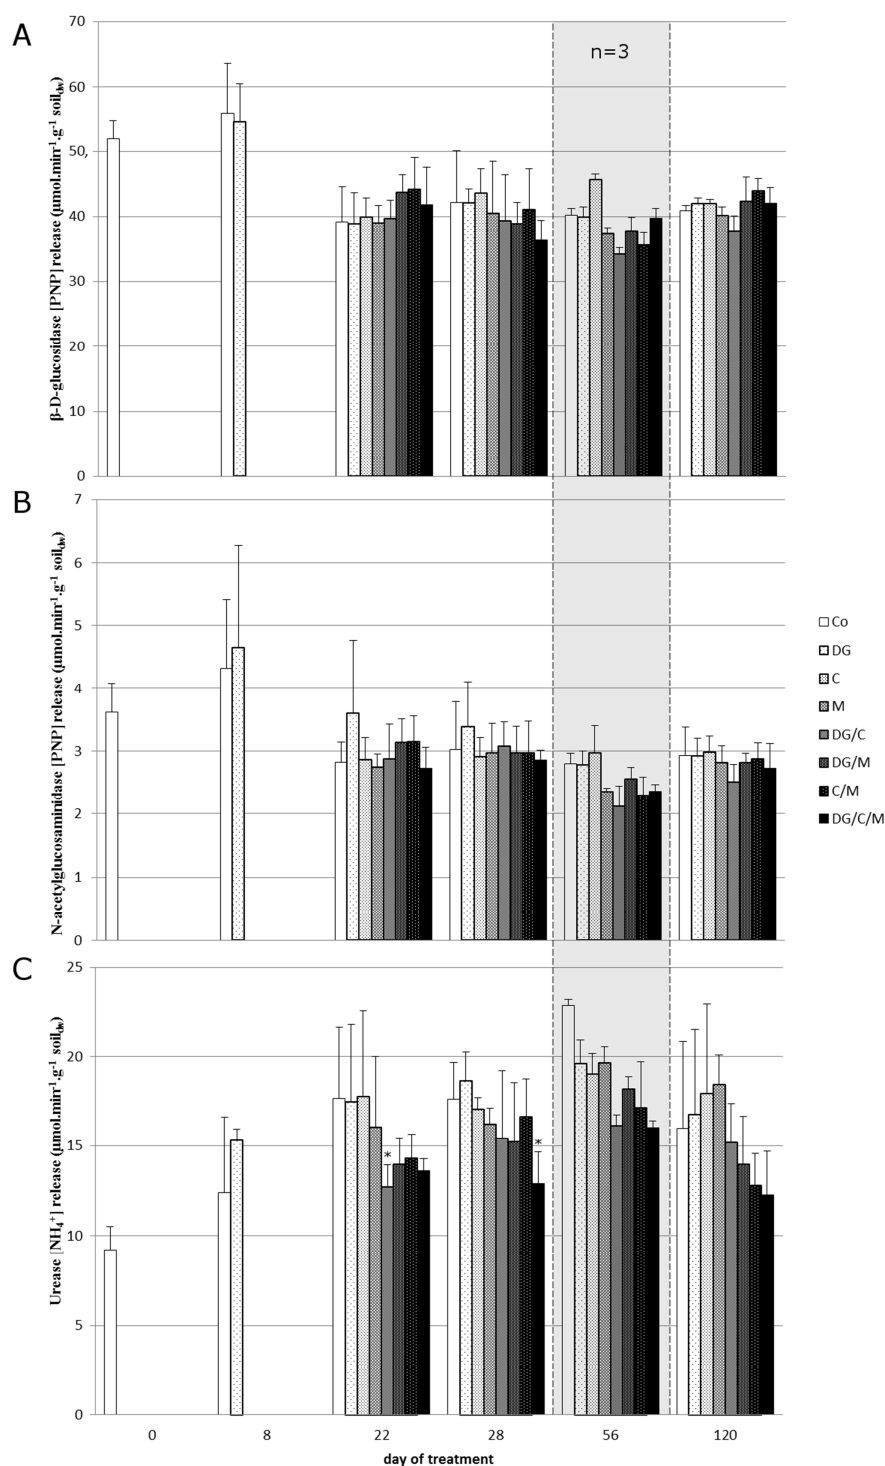 A
70
60
50,
40
30
20
10
0
β-D-glucosidase [PNP] release (µmol.min⁻¹.g⁻¹ soil_dw)
n=3
B
7
6
5
4
3
2
1
0
N-acetylglucosaminidase [PNP] release (µmol.min⁻¹.g⁻¹ soil_dw)
Co
DG
C
M
DG/C
DG/M
C/M
DG/C/M
C
25
20
15
10
5
0
Urease [NH₄⁺] release (µmol.min⁻¹.g⁻¹ soil_dw)
*
*
0 8 22 28 56 120
day of treatment